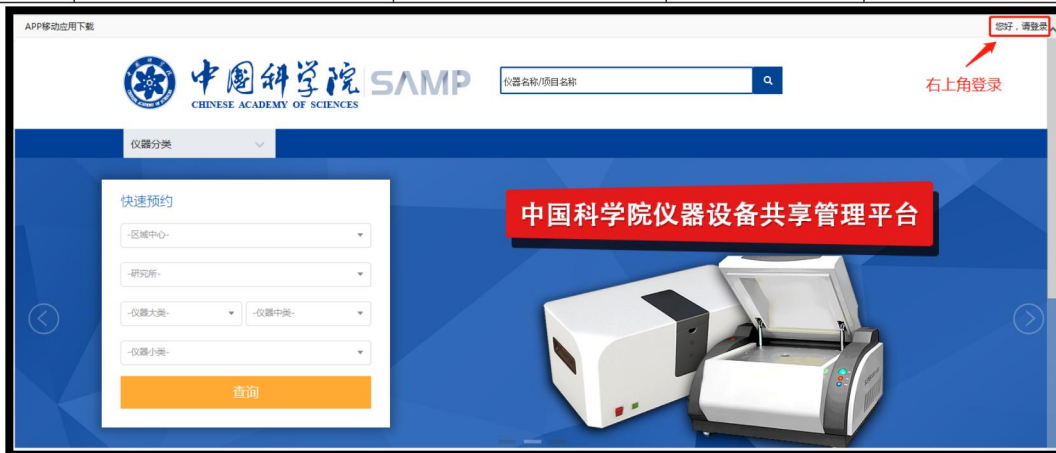 APP移动应用下载
您好，请登录
中国科学院
CHINESE ACADEMY OF SCIENCES
SAMP
仪器名称/项目名称
右上角登录
仪器分类
快速预约
-区域中心-
-研究所-
-仪器大类-
-仪器中类-
-仪器小类-
查询
中国科学院仪器设备共享管理平台